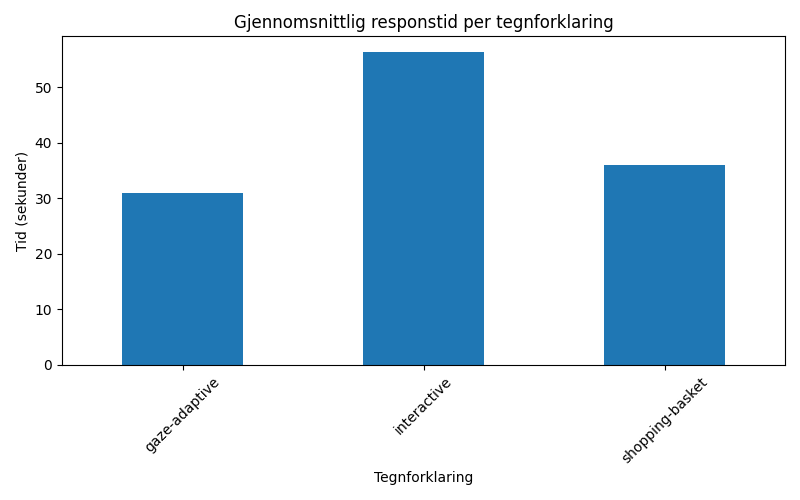 Gjennomsnittlig responstid per tegnforklaring
Tid (sekunder)
50
40
30
20
10
0
gaze-adaptive
interactive
shopping-basket
Tegnforklaring